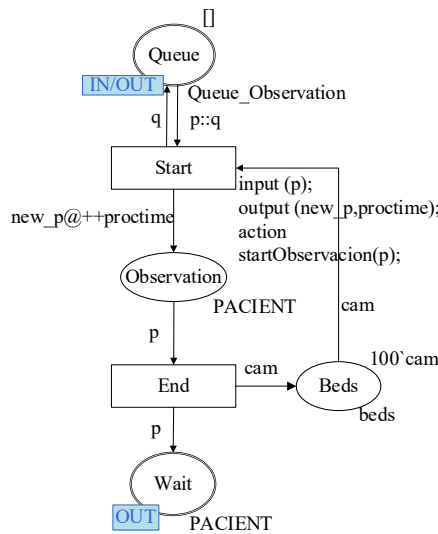 []
Queue
IN/OUT
Queue_Observation
q
p::q
Start
input (p);
output (new_p,proctime);
action
startObservacion(p);
new_p@++proctime
Observation
PACIENT
cam
p
100`cam
End
cam
Beds
beds
p
Wait
OUT
PACIENT